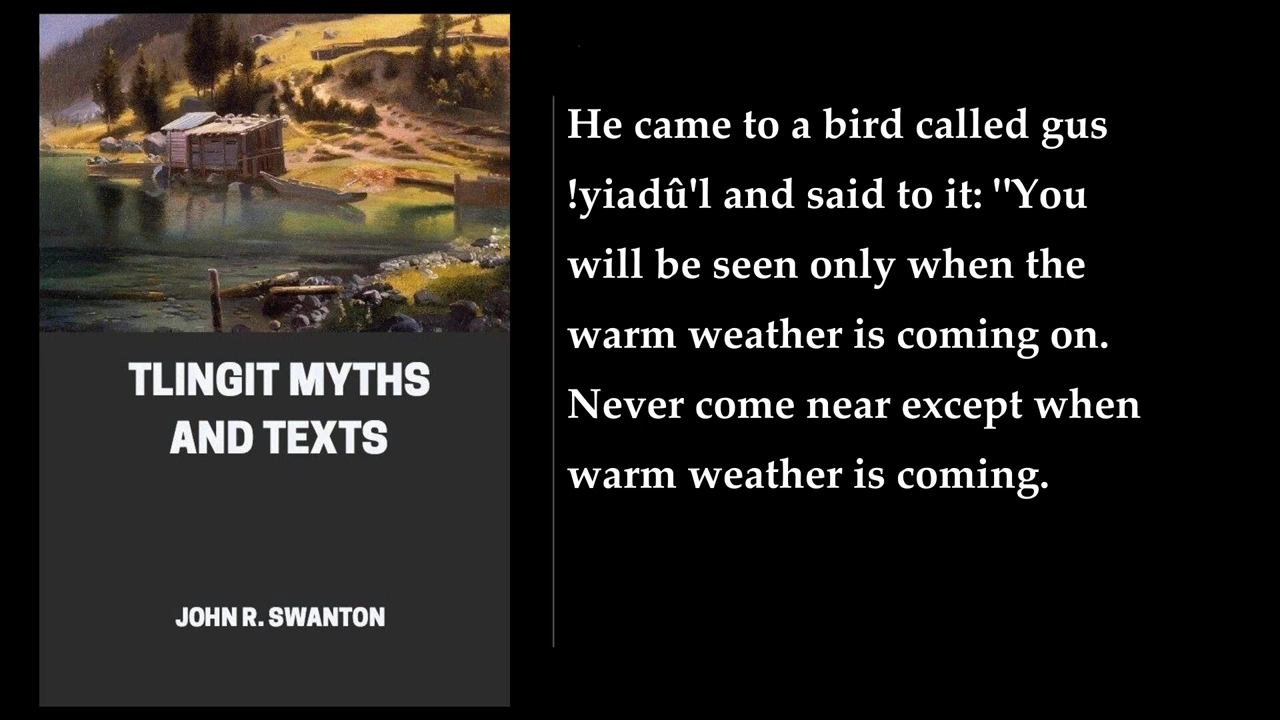 TLINGIT MYTHS
AND TEXTS
JOHN R. SWANTON
He came to a bird called gus
!yiadû'l and said to it: "You
will be seen only when the
warm weather is coming on.
Never come near except when
warm weather is coming.